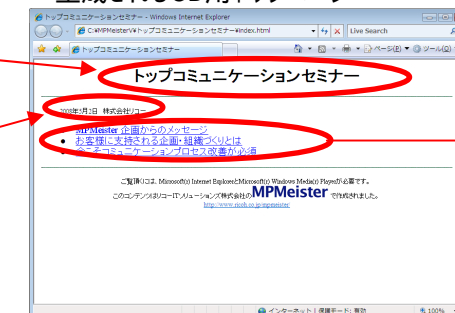 トップコミュニケーションセミナー - Windows Internet Explorer
C:¥MPMeisterV¥トップコミュニケーションセミナー¥index.html
Live Search
トップコミュニケーションセミナー
ページ(P)
ツール(O)
トップコミュニケーションセミナー
株式会社リコー
MPMeister 企画からのメッセージ
お客様に支持される企画・組織づくりとは
今こそコミュニケーションプロセス改善が必須
ご覧頂くには、Microsoft(r) Internet ExplorerとMicrosoft(r) Windows Media(r) Playerが必要です。
このコンテンツはリコーITソリューションズ株式会社のMPMeister で作成されました。
http://www.ricoh.co.jp/mpmeister/
インターネット | 保護モード: 有効
100%